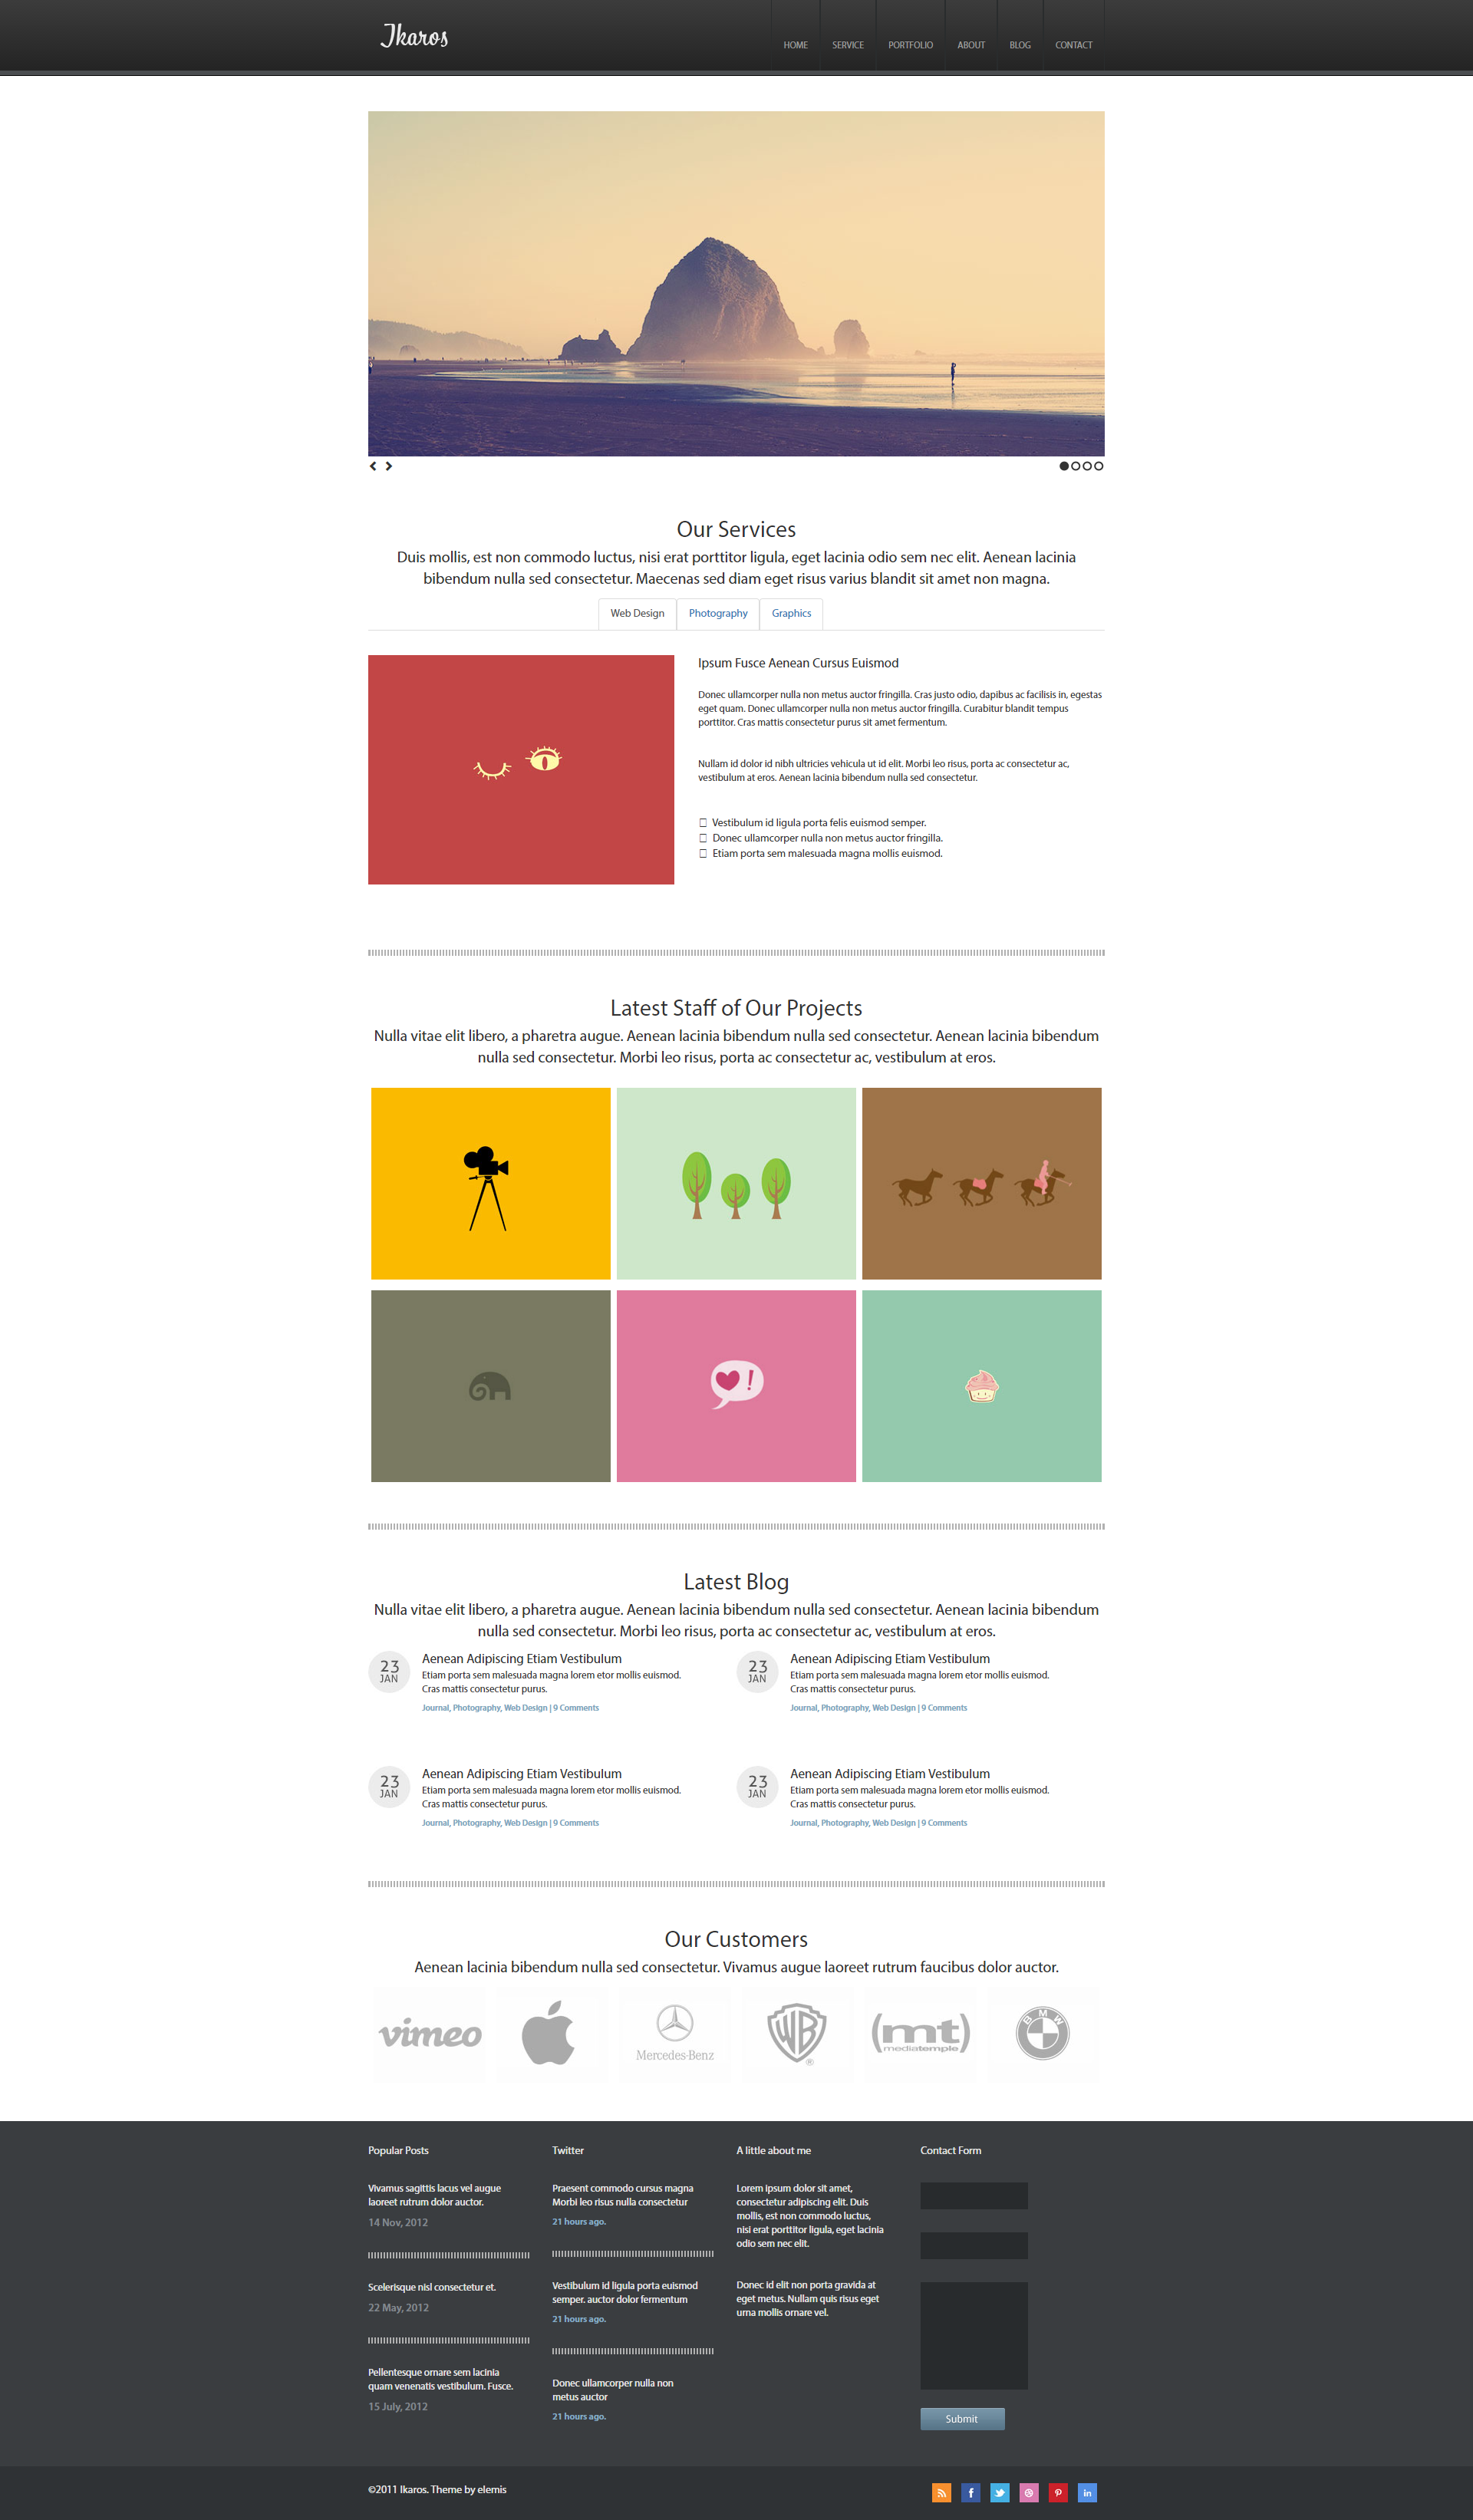 Ikaros
HOME SERVICE PORTFOLIO ABOUT BLOG CONTACT
Our Services
Duis mollis, est non commodo luctus, nisi erat porttitor ligula, eget lacinia odio sem nec elit. Aenean lacinia
bibendum nulla sed consectetur. Maecenas sed diam eget risus varius blandit sit amet non magna.
Web Design Photography Graphics
Ipsum Fusce Aenean Cursus Euismod
Donec ullamcorper nulla non metus auctor fringilla. Cras justo odio, dapibus ac facilisis in, egestas
eget quam. Donec ullamcorper nulla non metus auctor fringilla. Curabitur blandit tempus
porttitor. Cras mattis consectetur purus sit amet fermentum.
Nullam id dolor id nibh ultricies vehicula ut id elit. Morbi leo risus, porta ac consectetur ac,
vestibulum at eros. Aenean lacinia bibendum nulla sed consectetur.
Vestibulum id ligula porta felis euismod semper.
Donec ullamcorper nulla non metus auctor fringilla.
Etiam porta sem malesuada magna mollis euismod.
Latest Staff of Our Projects
Nulla vitae elit libero, a pharetra augue. Aenean lacinia bibendum nulla sed consectetur. Aenean lacinia bibendum
nulla sed consectetur. Morbi leo risus, porta ac consectetur ac, vestibulum at eros.
!
Latest Blog
Nulla vitae elit libero, a pharetra augue. Aenean lacinia bibendum nulla sed consectetur. Aenean lacinia bibendum
nulla sed consectetur. Morbi leo risus, porta ac consectetur ac, vestibulum at eros.
23
JAN
Aenean Adipiscing Etiam Vestibulum
Etiam porta sem malesuada magna lorem etor mollis euismod.
Cras mattis consectetur purus.
Journal, Photography, Web Design | 9 Comments
23
JAN
Aenean Adipiscing Etiam Vestibulum
Etiam porta sem malesuada magna lorem etor mollis euismod.
Cras mattis consectetur purus.
Journal, Photography, Web Design | 9 Comments
23
JAN
Aenean Adipiscing Etiam Vestibulum
Etiam porta sem malesuada magna lorem etor mollis euismod.
Cras mattis consectetur purus.
Journal, Photography, Web Design | 9 Comments
23
JAN
Aenean Adipiscing Etiam Vestibulum
Etiam porta sem malesuada magna lorem etor mollis euismod.
Cras mattis consectetur purus.
Journal, Photography, Web Design | 9 Comments
Our Customers
Aenean lacinia bibendum nulla sed consectetur. Vivamus augue laoreet rutrum faucibus dolor auctor.
vimeo
Mercedes-Benz
WB
®
(mt)
mediatemple
BMW
Popular Posts
Vivamus sagittis lacus vel augue
laoreet rutrum dolor auctor.
14 Nov, 2012
Scelerisque nisl consectetur et.
22 May, 2012
Pellentesque ornare sem lacinia
quam venenatis vestibulum. Fusce.
15 July, 2012
Twitter
Praesent commodo cursus magna
Morbi leo risus nulla consectetur
21 hours ago.
Vestibulum id ligula porta euismod
semper. auctor dolor fermentum
21 hours ago.
Donec ullamcorper nulla non
metus auctor
21 hours ago.
A little about me
Lorem ipsum dolor sit amet,
consectetur adipiscing elit. Duis
mollis, est non commodo luctus,
nisi erat porttitor ligula, eget lacinia
odio sem nec elit.
Donec id elit non porta gravida at
eget metus. Nullam quis risus eget
urna mollis ornare vel.
Contact Form
Submit
©2011 Ikaros. Theme by elemis
f
in